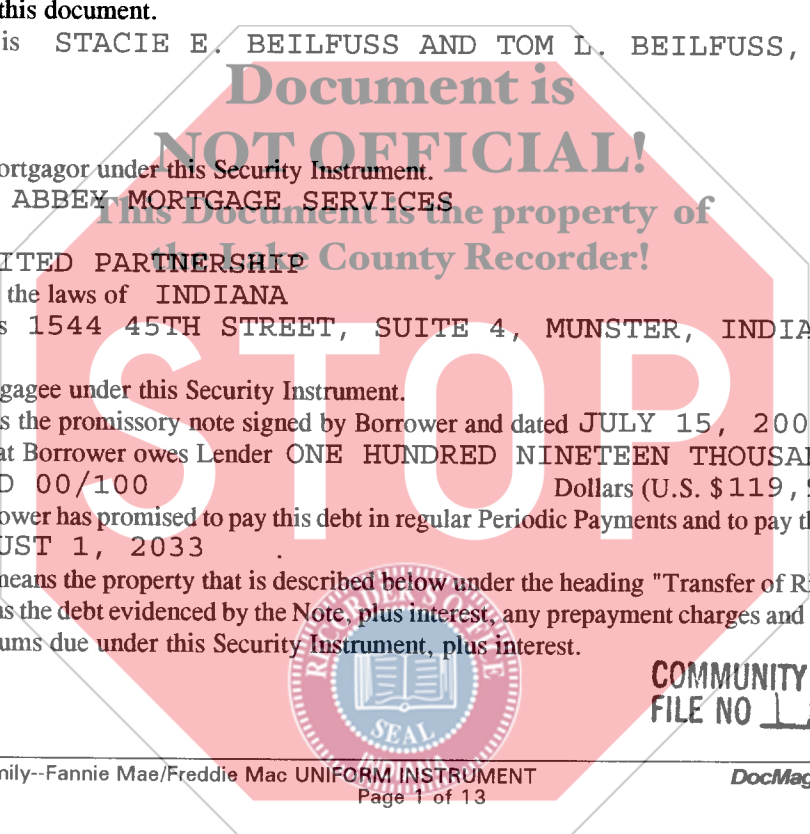 this document.
is STACIE E. BEILFUSS AND TOM L. BEILFUSS,
Document is
NOT OFFICIAL!
ortgagor under this Security Instrument.
ABBEY MORTGAGE SERVICES
This Document is the property of
the Lake County Recorder!
ITED PARTNERSHIP
the laws of INDIANA
s 1544 45TH STREET, SUITE 4, MUNSTER, INDIA
STOP
gagee under this Security Instrument.
s the promissory note signed by Borrower and dated JULY 15, 200
at Borrower owes Lender ONE HUNDRED NINETEEN THOUSA
D 00/100 Dollars (U.S. $119,
ower has promised to pay this debt in regular Periodic Payments and to pay th
UST 1, 2033 .
means the property that is described below under the heading "Transfer of Ri
as the debt evidenced by the Note, plus interest, any prepayment charges and
ums due under this Security Instrument, plus interest.
RECORDER'S OFFICE
SEAL
INDIANA
COMMUNITY
FILE NO
mily--Fannie Mae/Freddie Mac UNIFORM INSTRUMENT DocMag
Page 1 of 13